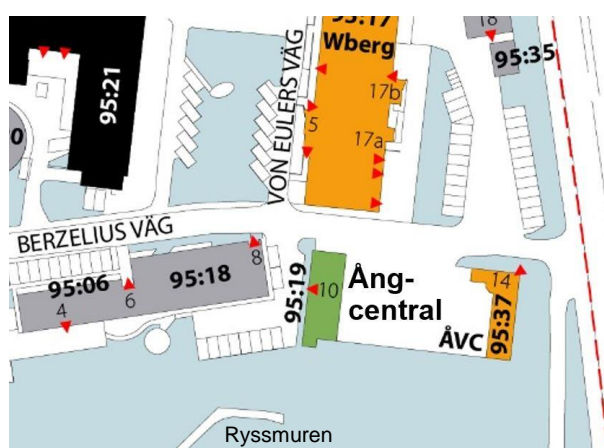 95:17
Wberg
18
95:35
95:21
17b
VON EULERS VÄG
5
17a
0
BERZELIUS VÄG
8
95:18
95:06
4
6
95:19
10
Ång-
central
14
95:37
ÅVC
Ryssmuren